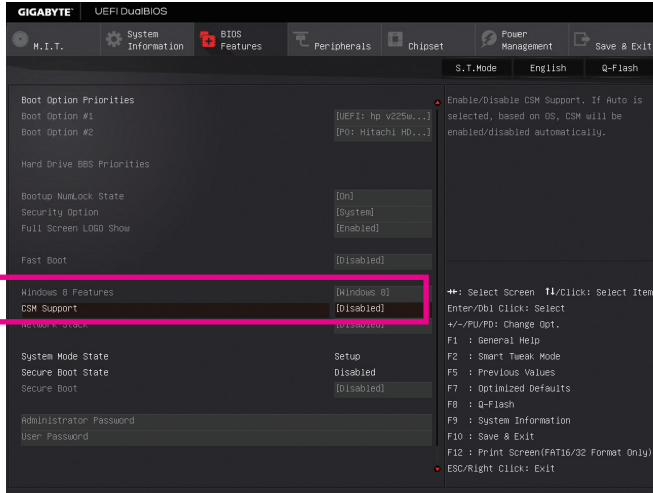 GIGABYTE™ UEFI DualBIOS
M.I.T. System Information BIOS Features Peripherals Chipset Power Management Save & Exit
S.T.Mode English Q-Flash
Boot Option Priorities
Boot Option #1 [UEFI: hp v225w...]
Boot Option #2 [P0: Hitachi HD...]
Hard Drive BBS Priorities
Bootup NumLock State [On]
Security Option [System]
Full Screen LOGO Show [Enabled]
Fast Boot [Disabled]
Windows 8 Features [Windows 8]
CSM Support [Disabled]
Network Stack [Disabled]
System Mode State Setup
Secure Boot State Disabled
Secure Boot [Disabled]
Administrator Password
User Password
Enable/Disable CSM Support. If Auto is
selected, based on OS, CSM will be
enabled/disabled automatically.
→←: Select Screen ↑↓/Click: Select Item
Enter/Dbl Click: Select
+/-/PU/PD: Change Opt.
F1 : General Help
F2 : Smart Tweak Mode
F5 : Previous Values
F7 : Optimized Defaults
F8 : Q-Flash
F9 : System Information
F10 : Save & Exit
F12 : Print Screen(FAT16/32 Format Only)
ESC/Right Click: Exit